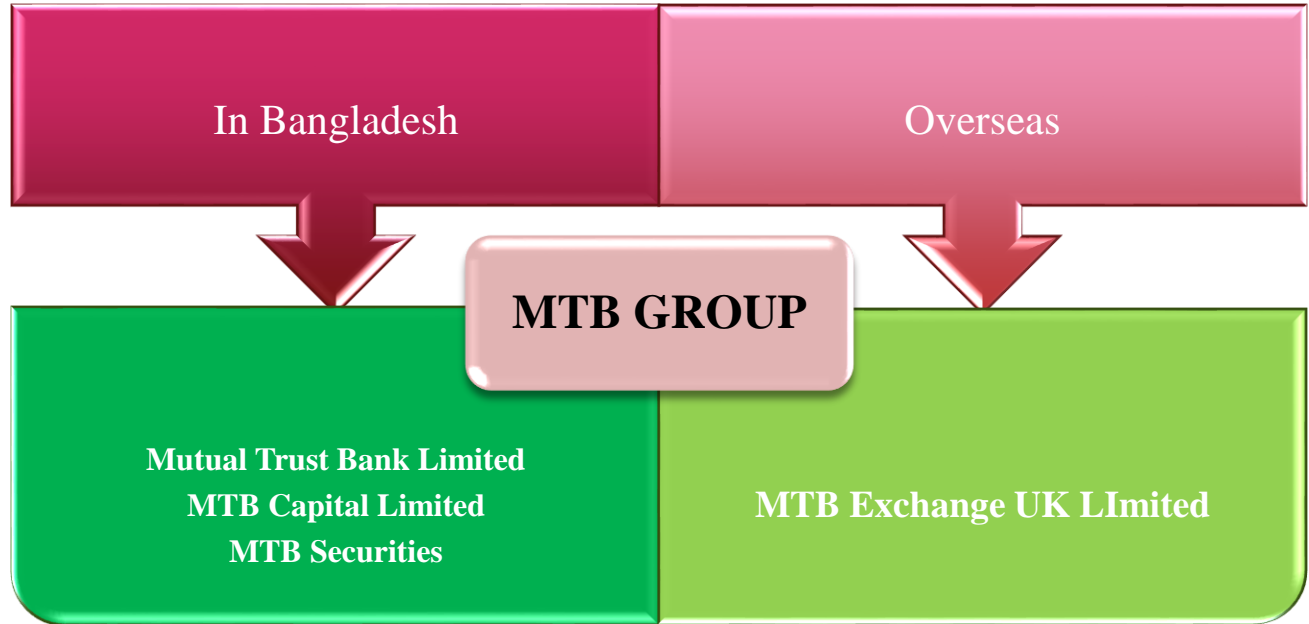 In Bangladesh
Overseas
MTB GROUP
Mutual Trust Bank Limited
MTB Capital Limited
MTB Securities
MTB Exchange UK LImited